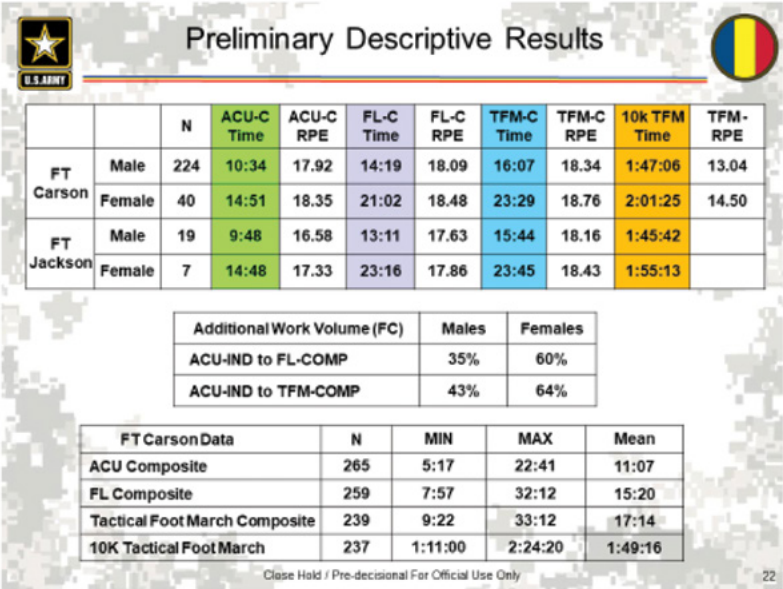 Preliminary Descriptive Results
U.S.ARMY
N ACU-C Time ACU-C RPE FL-C Time FL-C RPE TFM-C Time TFM-C RPE 10k TFM Time TFM-RPE
FT Carson Male 224 10:34 17.92 14:19 18.09 16:07 18.34 1:47:06 13.04
Female 40 14:51 18.35 21:02 18.48 23:29 18.76 2:01:25 14.50
FT Jackson Male 19 9:48 16.58 13:11 17.63 15:44 18.16 1:45:42
Female 7 14:48 17.33 23:16 17.86 23:45 18.43 1:55:13
Additional Work Volume (FC) Males Females
ACU-IND to FL-COMP 35% 60%
ACU-IND to TFM-COMP 43% 64%
FT Carson Data N MIN MAX Mean
ACU Composite 265 5:17 22:41 11:07
FL Composite 259 7:57 32:12 15:20
Tactical Foot March Composite 239 9:22 33:12 17:14
10K Tactical Foot March 237 1:11:00 2:24:20 1:49:16
Close Hold / Pre-decisional For Official Use Only
22